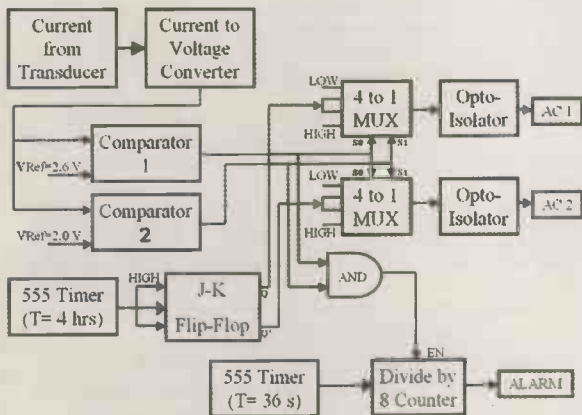 Current
from
Transducer
Current to
Voltage
Converter
LOW
HIGH
4 to 1
MUX
S0
S1
Opto-
Isolator
AC 1
VRef=2.6 V
Comparator
1
VRef=2.0 V
Comparator
2
S0
S1
LOW
HIGH
4 to 1
MUX
Opto-
Isolator
AC 2
555 Timer
(T= 4 hrs)
HIGH
J-K
Flip-Flop
Q
Q'
AND
555 Timer
(T= 36 s)
EN
Divide by
8 Counter
ALARM